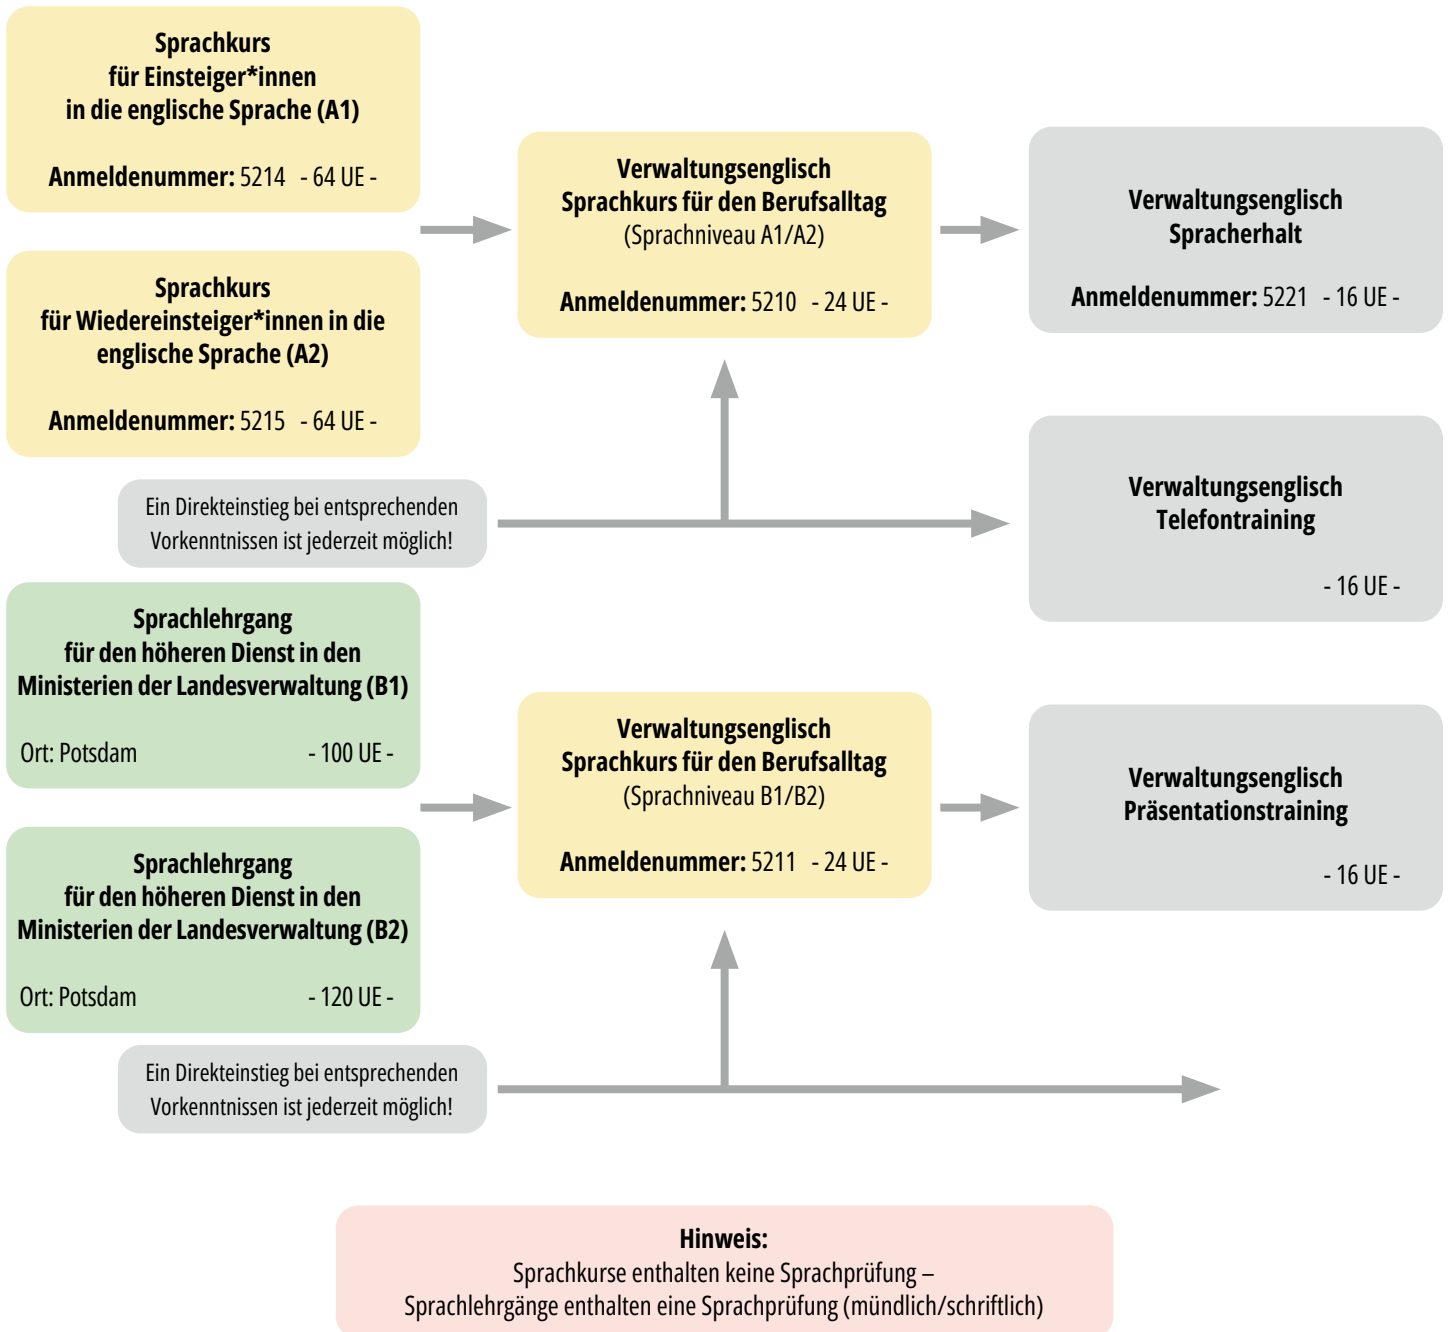 Sprachkurs
für Einsteiger*innen
in die englische Sprache (A1)
Anmeldenummer: 5214 - 64 UE -
Sprachkurs
für Wiedereinsteiger*innen in die
englische Sprache (A2)
Anmeldenummer: 5215 - 64 UE -
Verwaltungsenglisch
Sprachkurs für den Berufsalltag
(Sprachniveau A1/A2)
Anmeldenummer: 5210 - 24 UE -
Verwaltungsenglisch
Spracherhalt
Anmeldenummer: 5221 - 16 UE -
Ein Direkteinstieg bei entsprechenden
Vorkenntnissen ist jederzeit möglich!
Verwaltungsenglisch
Telefontraining
- 16 UE -
Sprachlehrgang
für den höheren Dienst in den
Ministerien der Landesverwaltung (B1)
Ort: Potsdam - 100 UE -
Sprachlehrgang
für den höheren Dienst in den
Ministerien der Landesverwaltung (B2)
Ort: Potsdam - 120 UE -
Verwaltungsenglisch
Sprachkurs für den Berufsalltag
(Sprachniveau B1/B2)
Anmeldenummer: 5211 - 24 UE -
Verwaltungsenglisch
Präsentationstraining
- 16 UE -
Ein Direkteinstieg bei entsprechenden
Vorkenntnissen ist jederzeit möglich!
Hinweis:
Sprachkurse enthalten keine Sprachprüfung –
Sprachlehrgänge enthalten eine Sprachprüfung (mündlich/schriftlich)